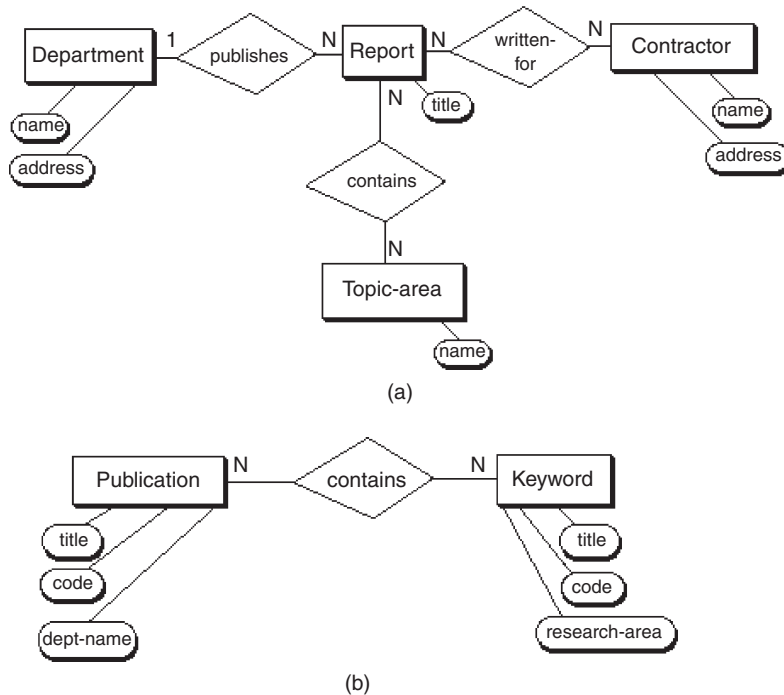 Department
1
publishes
N
Report
N
written-
for
N
Contractor
name
address
title
N
name
address
contains
N
Topic-area
name
(a)
Publication
N
contains
N
Keyword
title
code
dept-name
title
code
research-area
(b)